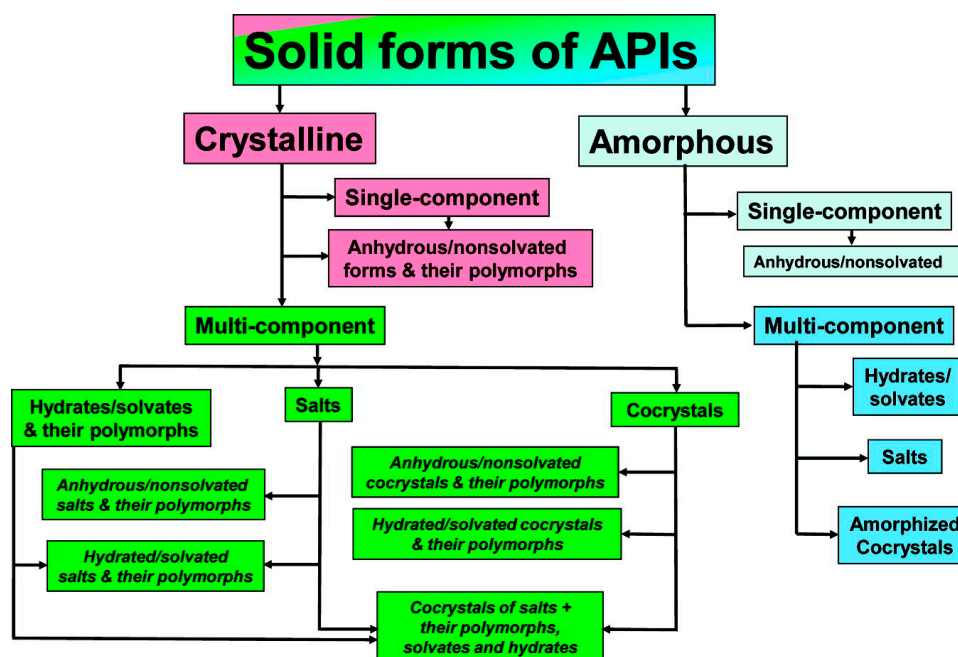 Solid forms of APIs
Crystalline
Amorphous
Single-component
Single-component
Anhydrous/nonsolvated
forms & their polymorphs
Anhydrous/nonsolvated
Multi-component
Multi-component
Hydrates/
solvates
Hydrates/solvates
& their polymorphs
Salts
Cocrystals
Salts
Anhydrous/nonsolvated
salts & their polymorphs
Anhydrous/nonsolvated
cocrystals & their polymorphs
Hydrated/solvated cocrystals
& their polymorphs
Amorphized
Cocrystals
Hydrated/solvated
salts & their polymorphs
Cocrystals of salts +
their polymorphs,
solvates and hydrates